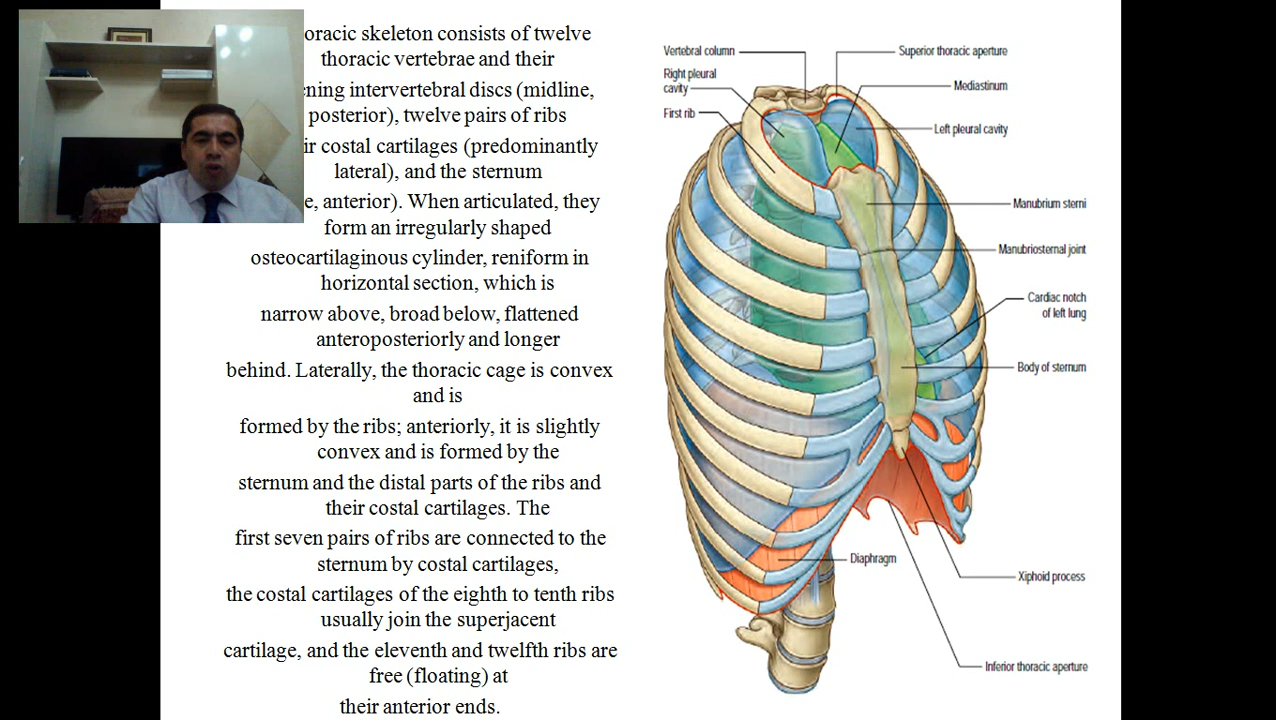 oracic skeleton consists of twelve
thoracic vertebrae and their
ening intervertebral discs (midline,
posterior), twelve pairs of ribs
ir costal cartilages (predominantly
lateral), and the sternum
e, anterior). When articulated, they
form an irregularly shaped
osteocartilaginous cylinder, reniform in
horizontal section, which is
narrow above, broad below, flattened
anteroposteriorly and longer
behind. Laterally, the thoracic cage is convex
and is
formed by the ribs; anteriorly, it is slightly
convex and is formed by the
sternum and the distal parts of the ribs and
their costal cartilages. The
first seven pairs of ribs are connected to the
sternum by costal cartilages,
the costal cartilages of the eighth to tenth ribs
usually join the superjacent
cartilage, and the eleventh and twelfth ribs are
free (floating) at
their anterior ends.
Vertebral column
Right pleural
cavity
First rib
Superior thoracic aperture
Mediastinum
Left pleural cavity
Manubrium sterni
Manubriosternal joint
Cardiac notch
of left lung
Body of sternum
Diaphragm
Xiphoid process
Inferior thoracic aperture